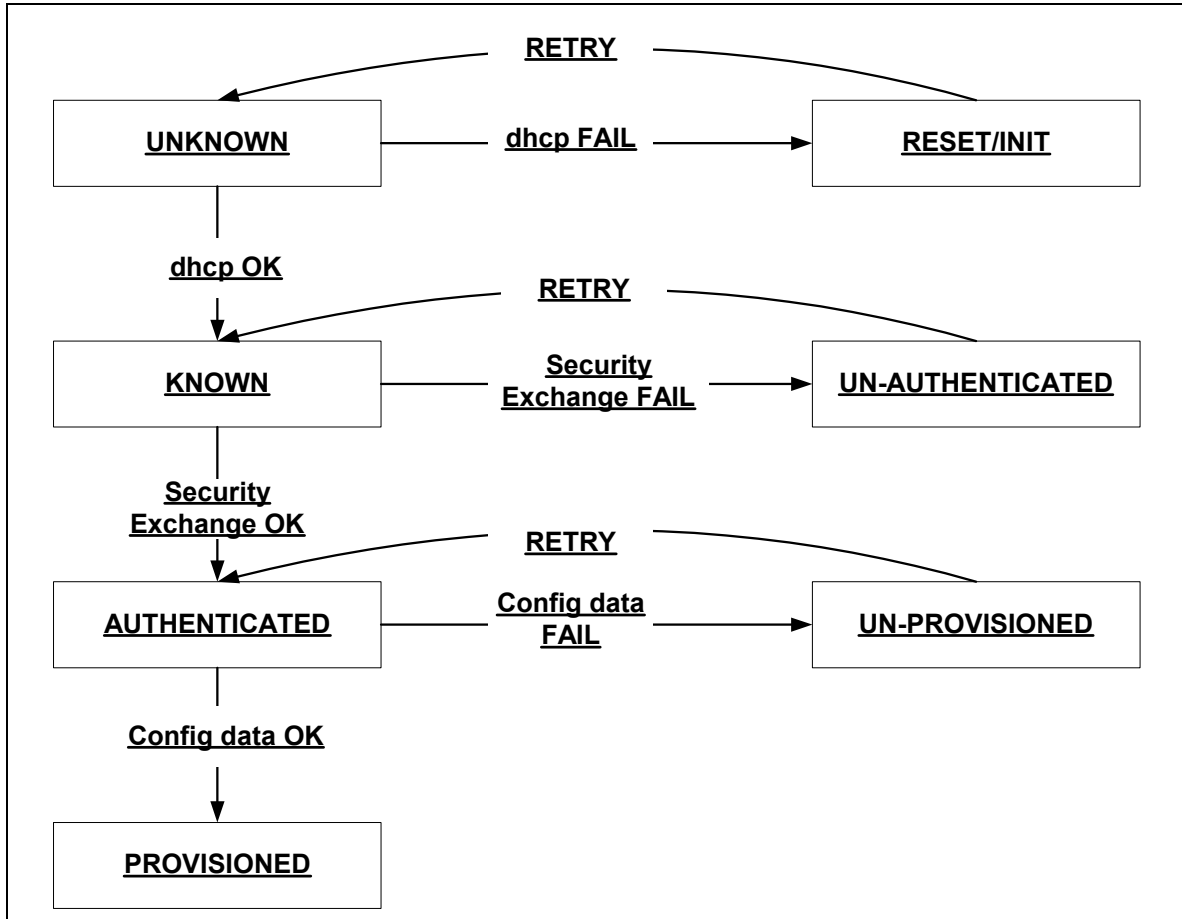 RETRY
UNKNOWN
dhcp FAIL
RESET/INIT
dhcp OK
RETRY
KNOWN
Security
Exchange FAIL
UN-AUTHENTICATED
Security
Exchange OK
RETRY
AUTHENTICATED
Config data
FAIL
UN-PROVISIONED
Config data OK
PROVISIONED